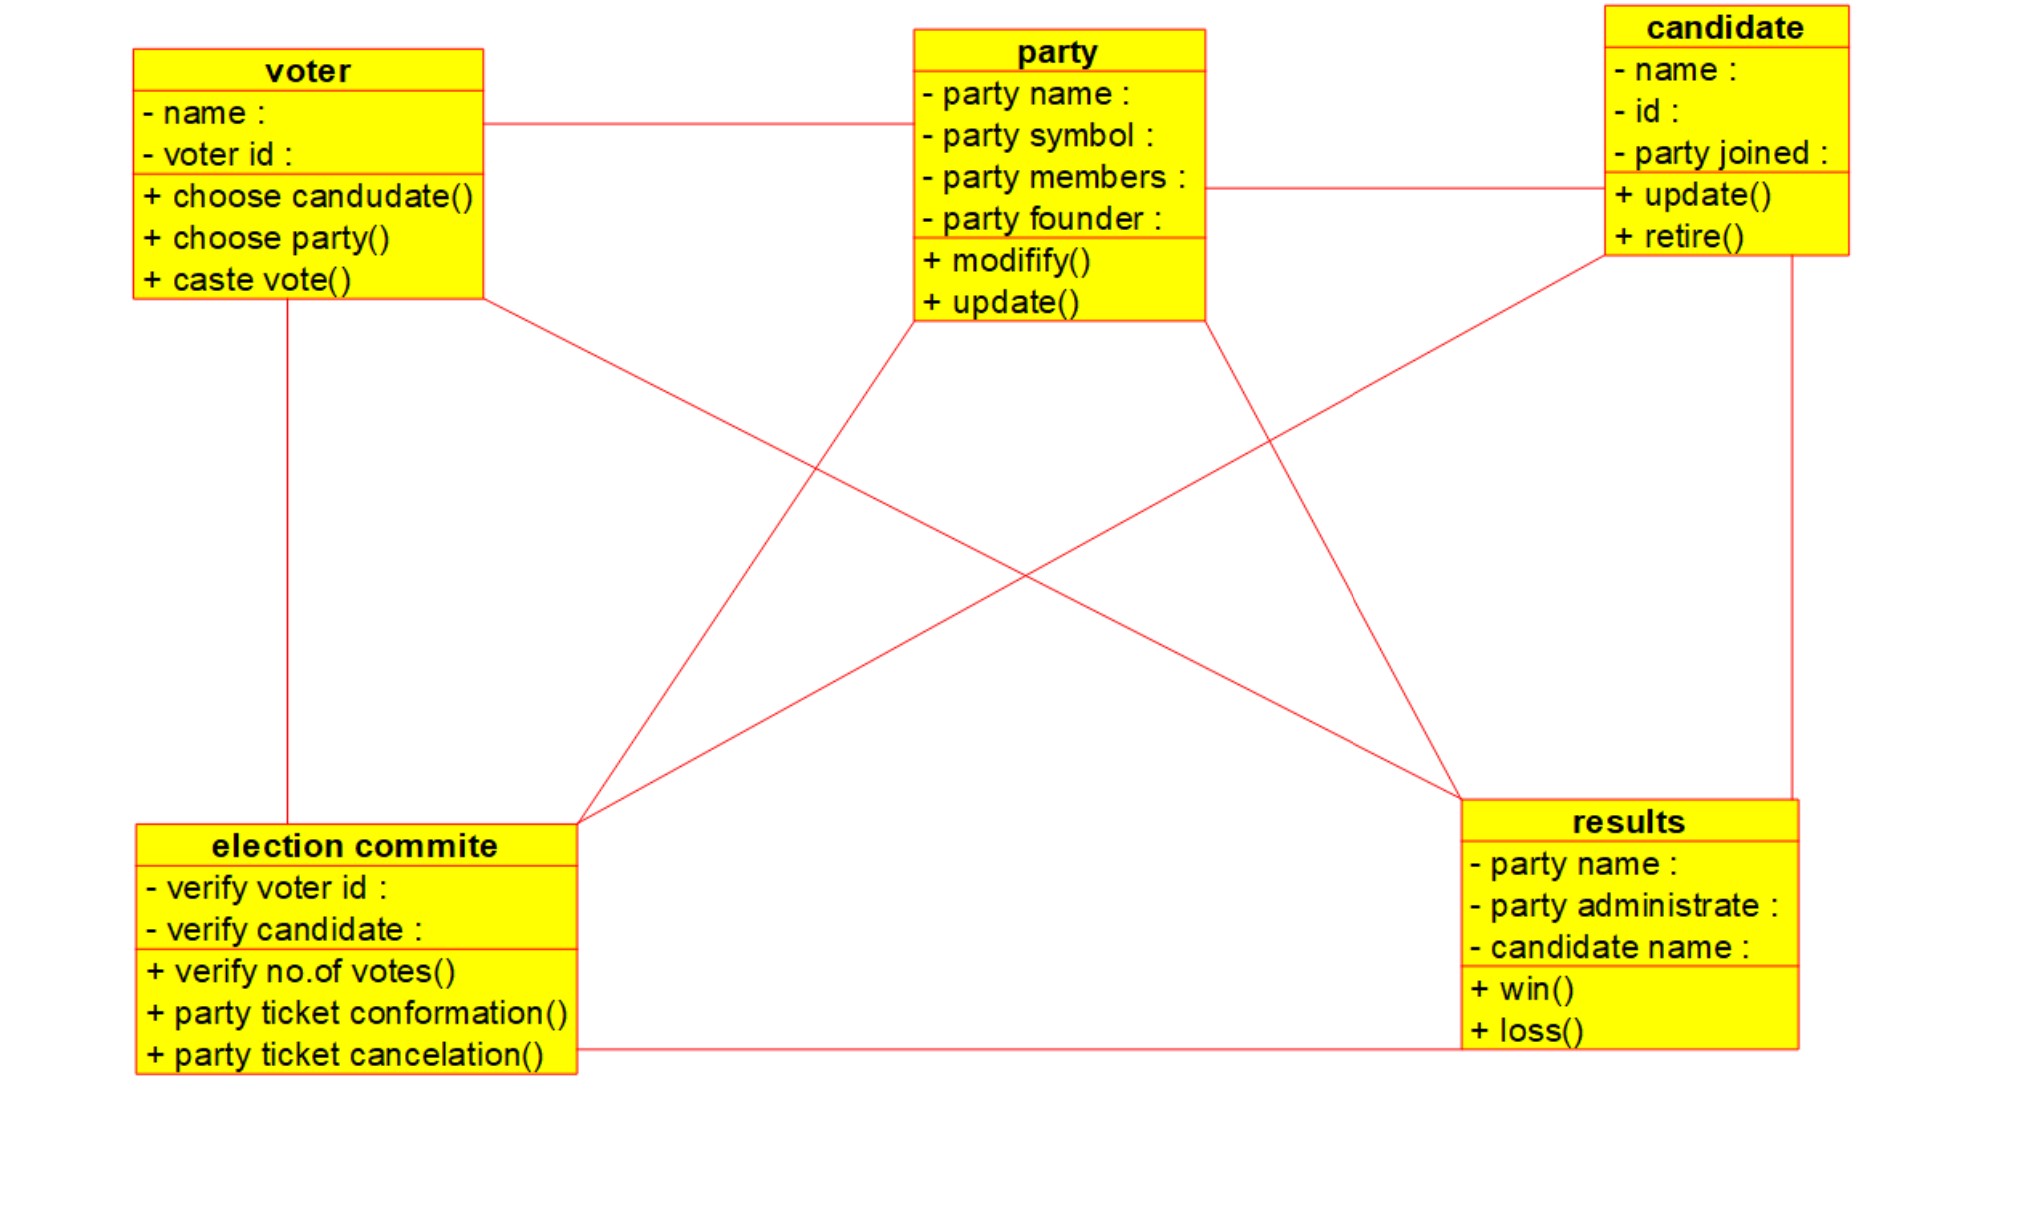 voter
- name :
- voter id :
+ choose candudate()
+ choose party()
+ caste vote()
party
- party name :
- party symbol :
- party members :
- party founder :
+ modifify()
+ update()
candidate
- name :
- id :
- party joined :
+ update()
+ retire()
election commite
- verify voter id :
- verify candidate :
+ verify no.of votes()
+ party ticket conformation()
+ party ticket cancelation()
results
- party name :
- party administrate :
- candidate name :
+ win()
+ loss()